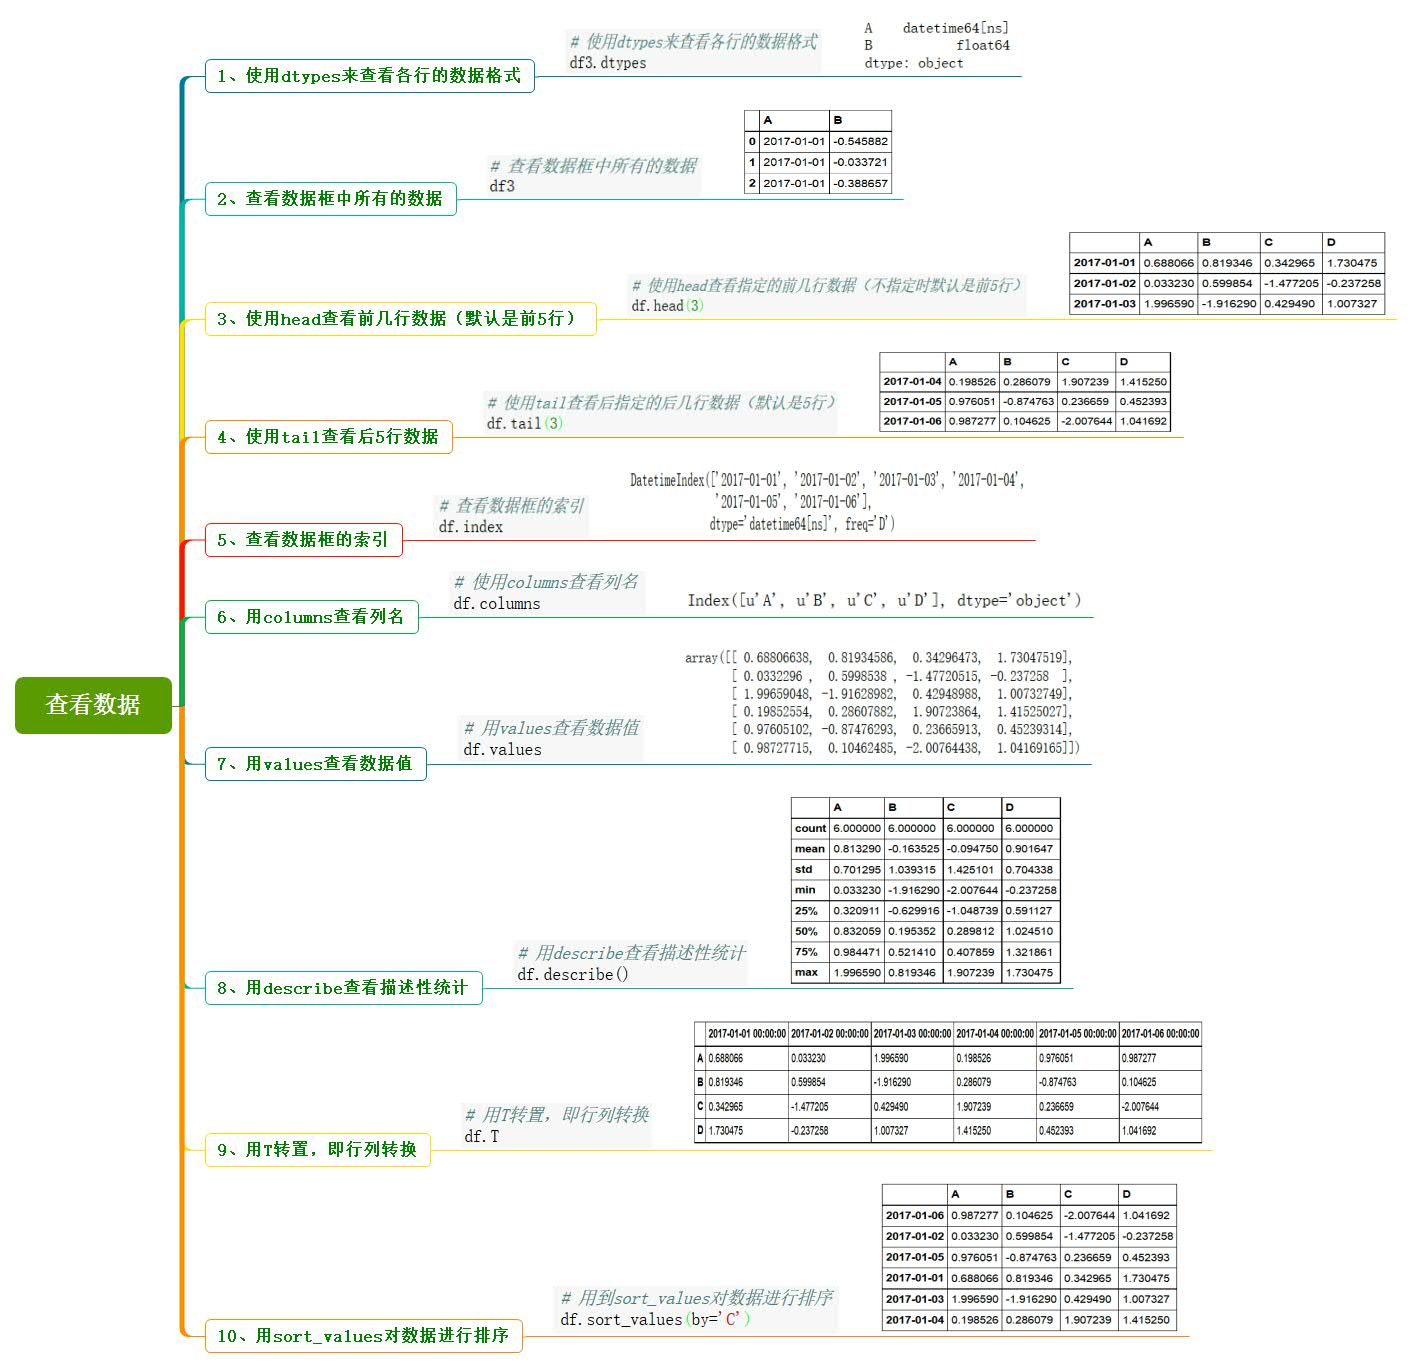 查看数据
1、使用dtypes来查看各行的数据格式
# 使用dtypes来查看各行的数据格式
df3.dtypes
A datetime64[ns]
B float64
dtype: object
2、查看数据框中所有的数据
# 查看数据框中所有的数据
df3
A B
0 2017-01-01 -0.545882
1 2017-01-01 -0.033721
2 2017-01-01 -0.388657
3、使用head查看前几行数据（默认是前5行）
# 使用head查看指定的前几行数据（不指定时默认是前5行）
df.head(3)
A B C D
2017-01-01 0.688066 0.819346 0.342965 1.730475
2017-01-02 0.033230 0.599854 -1.477205 -0.237258
2017-01-03 1.996590 -1.916290 0.429490 1.007327
4、使用tail查看后5行数据
# 使用tail查看后指定的后几行数据（默认是5行）
df.tail(3)
A B C D
2017-01-04 0.198526 0.286079 1.907239 1.415250
2017-01-05 0.976051 -0.874763 0.236659 0.452393
2017-01-06 0.987277 0.104625 -2.007644 1.041692
5、查看数据框的索引
# 查看数据框的索引
df.index
DatetimeIndex(['2017-01-01', '2017-01-02', '2017-01-03', '2017-01-04',
'2017-01-05', '2017-01-06'],
dtype='datetime64[ns]', freq='D')
6、用columns查看列名
# 使用columns查看列名
df.columns
Index([u'A', u'B', u'C', u'D'], dtype='object')
7、用values查看数据值
# 用values查看数据值
df.values
array([[ 0.68806638, 0.81934586, 0.34296473, 1.73047519],
[ 0.0332296 , 0.5998538 , -1.47720515, -0.237258 ],
[ 1.99659048, -1.91628982, 0.42948988, 1.00732749],
[ 0.19852554, 0.28607882, 1.90723864, 1.41525027],
[ 0.97605102, -0.87476293, 0.23665913, 0.45239314],
[ 0.98727715, 0.10462485, -2.00764438, 1.04169165]])
8、用describe查看描述性统计
# 用describe查看描述性统计
df.describe()
A B C D
count 6.000000 6.000000 6.000000 6.000000
mean 0.813290 -0.163525 -0.094750 0.901647
std 0.701295 1.039315 1.425101 0.704338
min 0.033230 -1.916290 -2.007644 -0.237258
25% 0.320911 -0.629916 -1.048739 0.591127
50% 0.832059 0.195352 0.289812 1.024510
75% 0.984471 0.521410 0.407859 1.321861
max 1.996590 0.819346 1.907239 1.730475
9、用T转置，即行列转换
# 用T转置，即行列转换
df.T
2017-01-01 00:00:00 2017-01-02 00:00:00 2017-01-03 00:00:00 2017-01-04 00:00:00 2017-01-05 00:00:00 2017-01-06 00:00:00
A 0.688066 0.033230 1.996590 0.198526 0.976051 0.987277
B 0.819346 0.599854 -1.916290 0.286079 -0.874763 0.104625
C 0.342965 -1.477205 0.429490 1.907239 0.236659 -2.007644
D 1.730475 -0.237258 1.007327 1.415250 0.452393 1.041692
10、用sort_values对数据进行排序
# 用到sort_values对数据进行排序
df.sort_values(by='C')
A B C D
2017-01-06 0.987277 0.104625 -2.007644 1.041692
2017-01-02 0.033230 0.599854 -1.477205 -0.237258
2017-01-05 0.976051 -0.874763 0.236659 0.452393
2017-01-01 0.688066 0.819346 0.342965 1.730475
2017-01-03 1.996590 -1.916290 0.429490 1.007327
2017-01-04 0.198526 0.286079 1.907239 1.415250